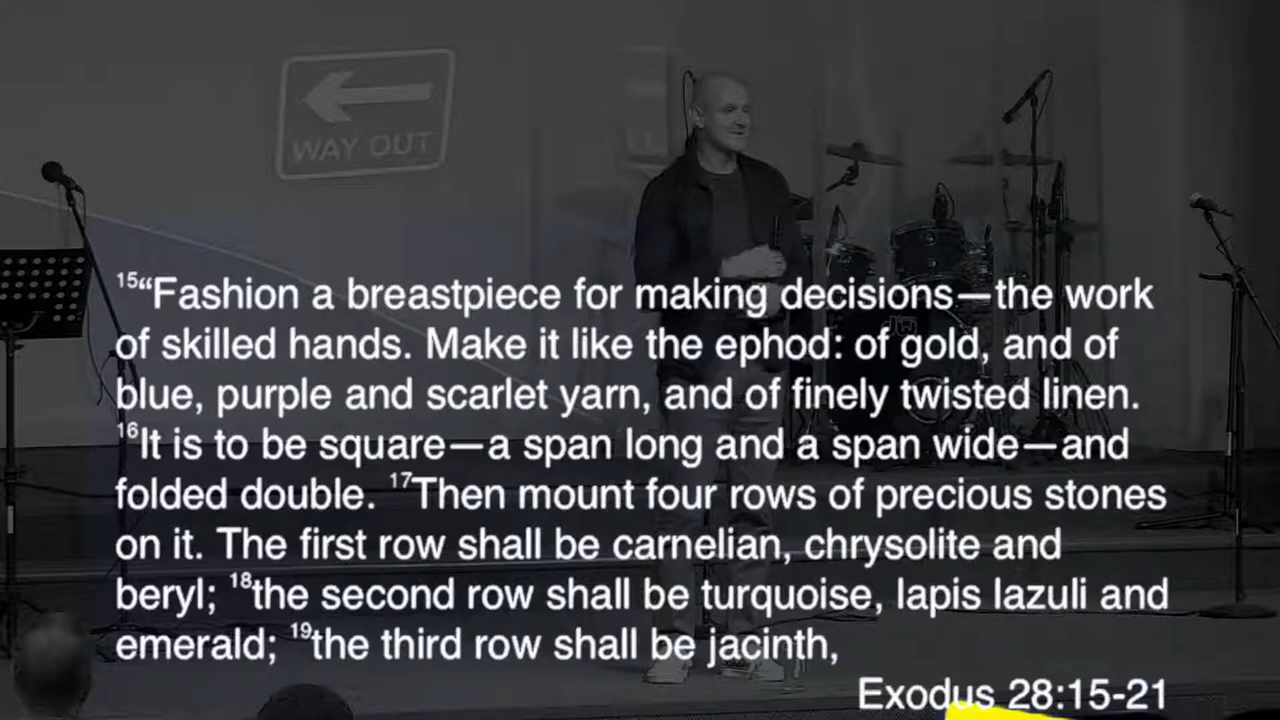 WAY OUT
¹⁵“Fashion a breastpiece for making decisions—the work
of skilled hands. Make it like the ephod: of gold, and of
blue, purple and scarlet yarn, and of finely twisted linen.
¹⁶It is to be square—a span long and a span wide—and
folded double. ¹⁷Then mount four rows of precious stones
on it. The first row shall be carnelian, chrysolite and
beryl; ¹⁸the second row shall be turquoise, lapis lazuli and
emerald; ¹⁹the third row shall be jacinth,
Exodus 28:15-21